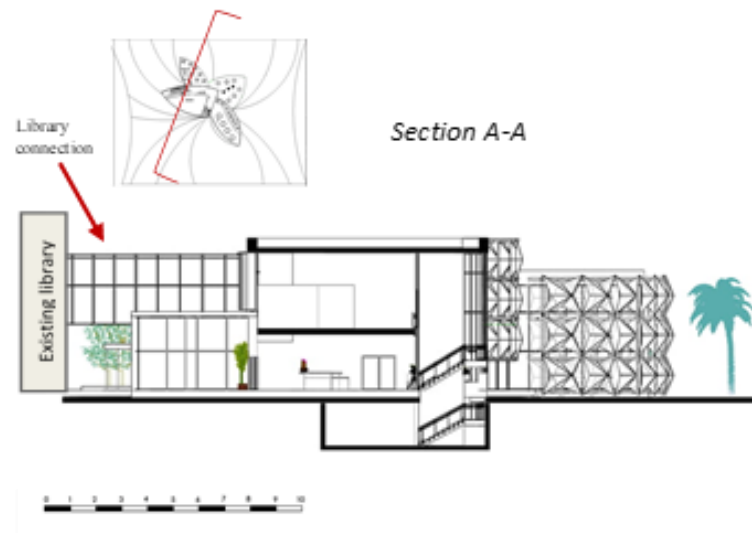 Library
connection
Section A-A
Existing library
0 1 2 3 4 5 6 7 8 9 10